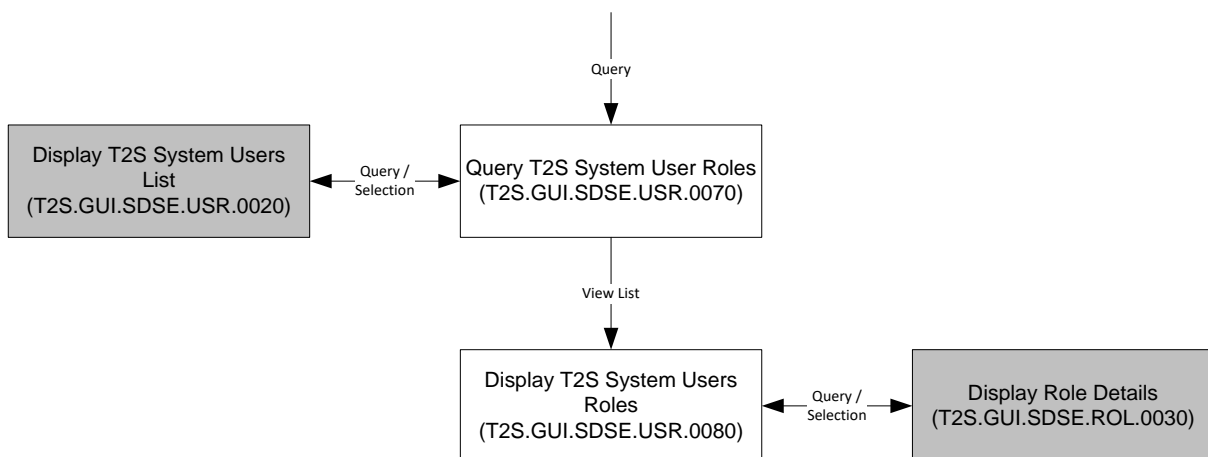 Query
Display T2S System Users
List
(T2S.GUI.SDSE.USR.0020)
Query /
Selection
Query T2S System User Roles
(T2S.GUI.SDSE.USR.0070)
View List
Display T2S System Users
Roles
(T2S.GUI.SDSE.USR.0080)
Query /
Selection
Display Role Details
(T2S.GUI.SDSE.ROL.0030)